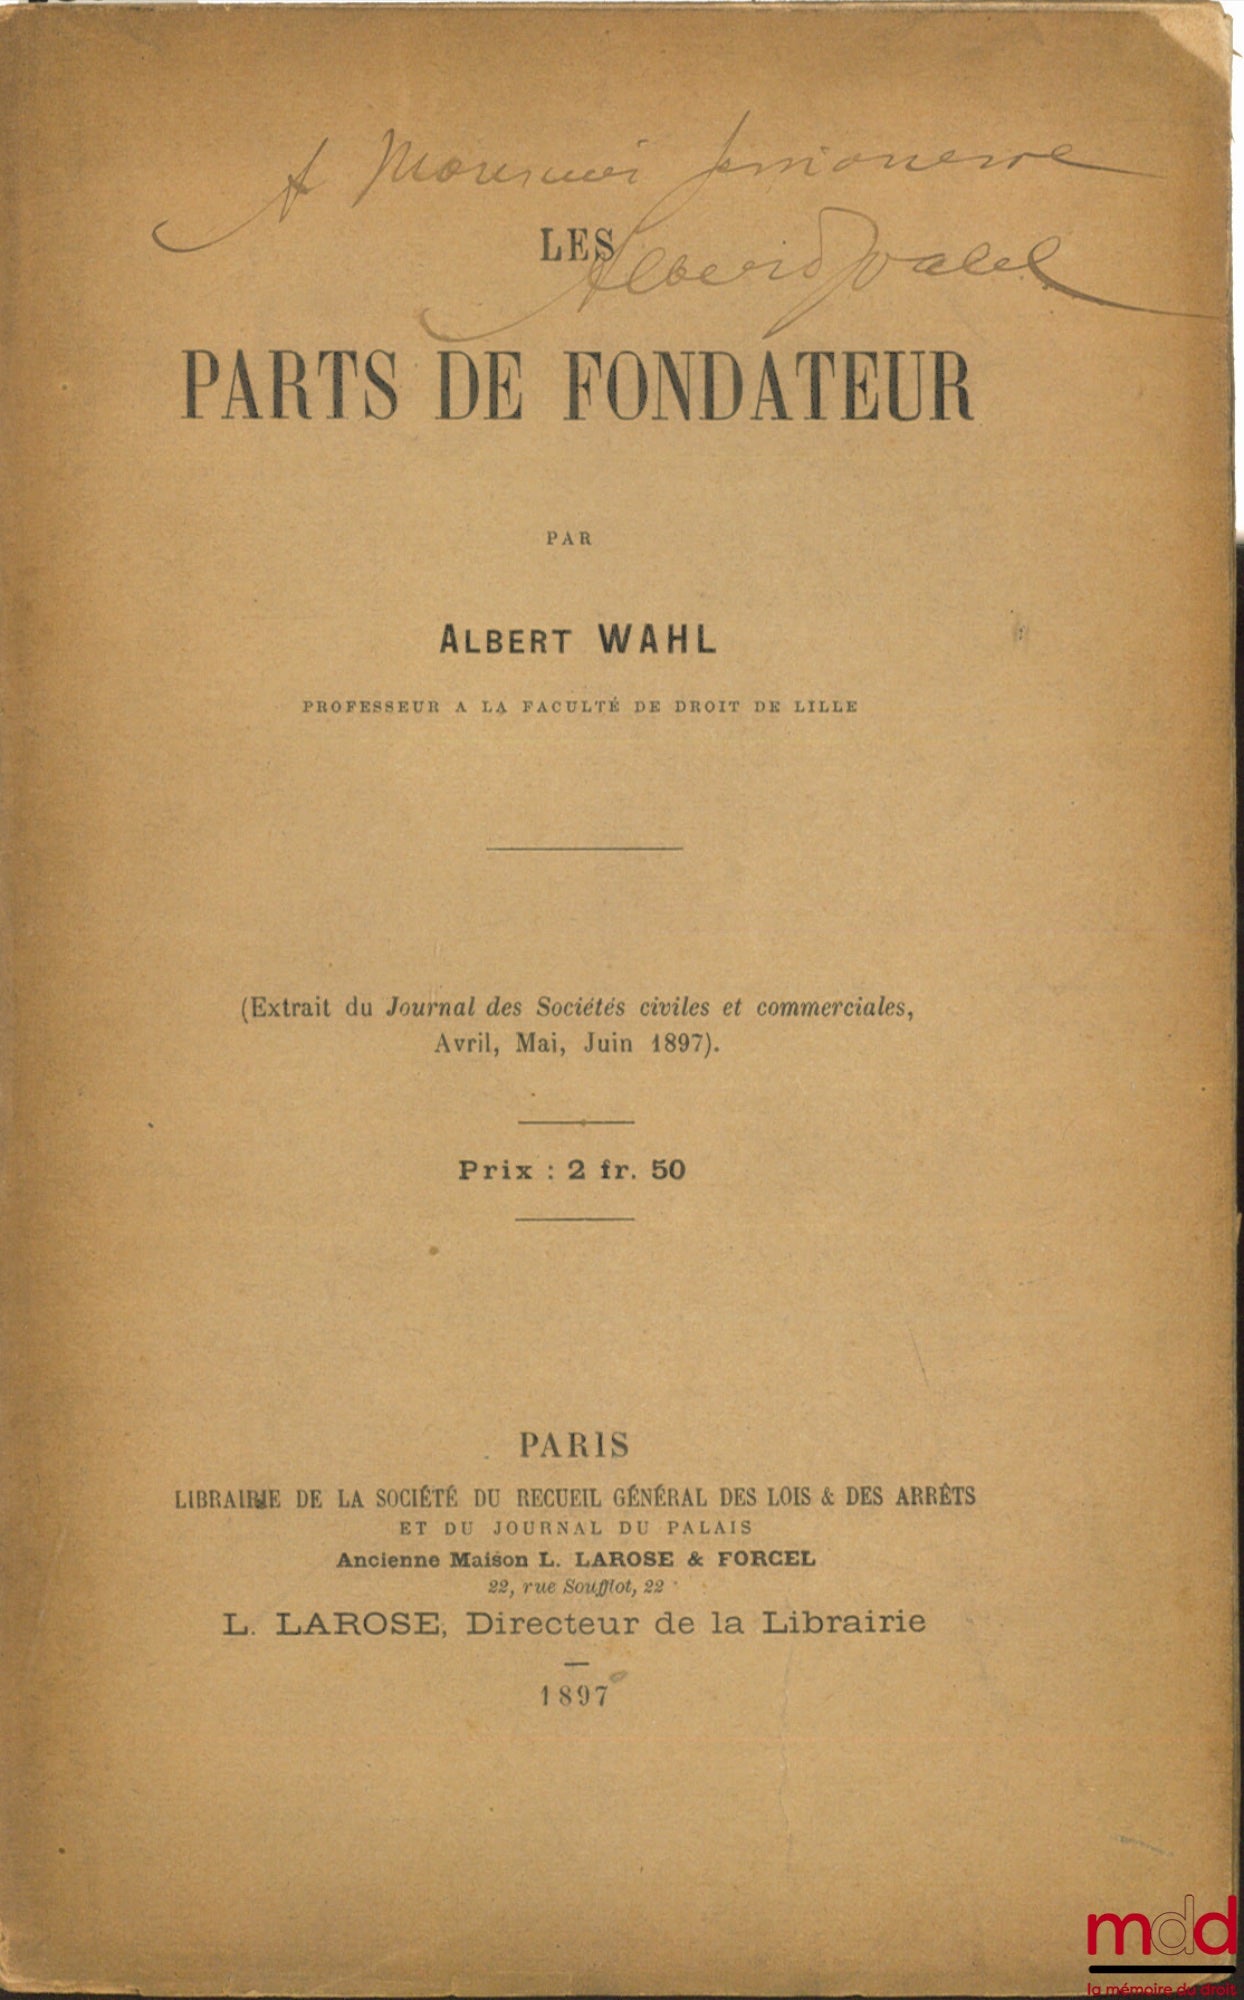 A Monsieur
LES
Albert Wahl
PARTS DE FONDATEUR
PAR
ALBERT WAHL
PROFESSEUR A LA FACULTÉ DE DROIT DE LILLE
(Extrait du Journal des Sociétés civiles et commerciales,
Avril, Mai, Juin 1897).
Prix : 2 fr. 50
PARIS
LIBRAIRIE DE LA SOCIÉTÉ DU RECUEIL GÉNÉRAL DES LOIS & DES ARRÊTS
ET DU JOURNAL DU PALAIS
Ancienne Maison L. LAROSE & FORCEL
22, rue Soufflot, 22
L. LAROSE, Directeur de la Librairie
1897
mdd
la mémoire du droit